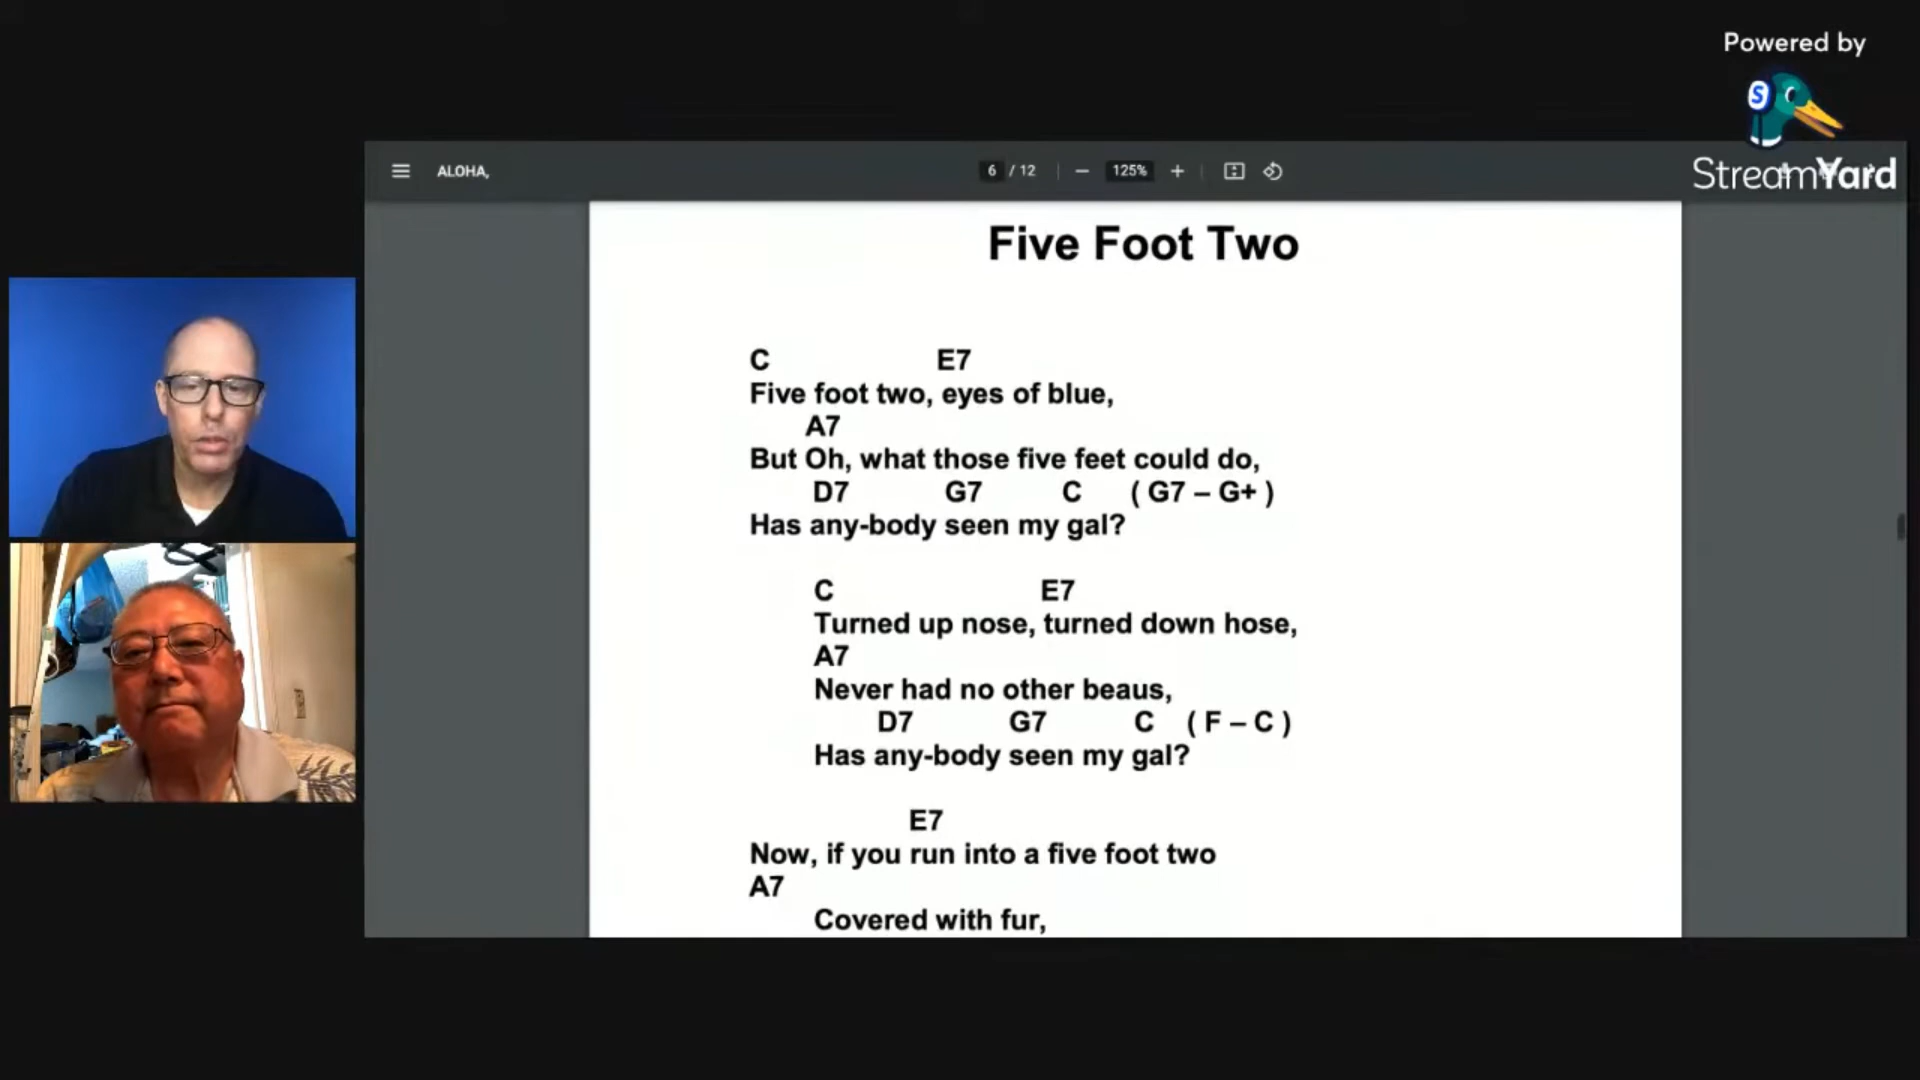 Powered by
S
StreamYard
ALOHA,
6 / 12 — 125% +
Five Foot Two
C E7
Five foot two, eyes of blue,
A7
But Oh, what those five feet could do,
D7 G7 C ( G7 – G+ )
Has any-body seen my gal?
C E7
Turned up nose, turned down hose,
A7
Never had no other beaus,
D7 G7 C ( F – C )
Has any-body seen my gal?
E7
Now, if you run into a five foot two
A7
Covered with fur,